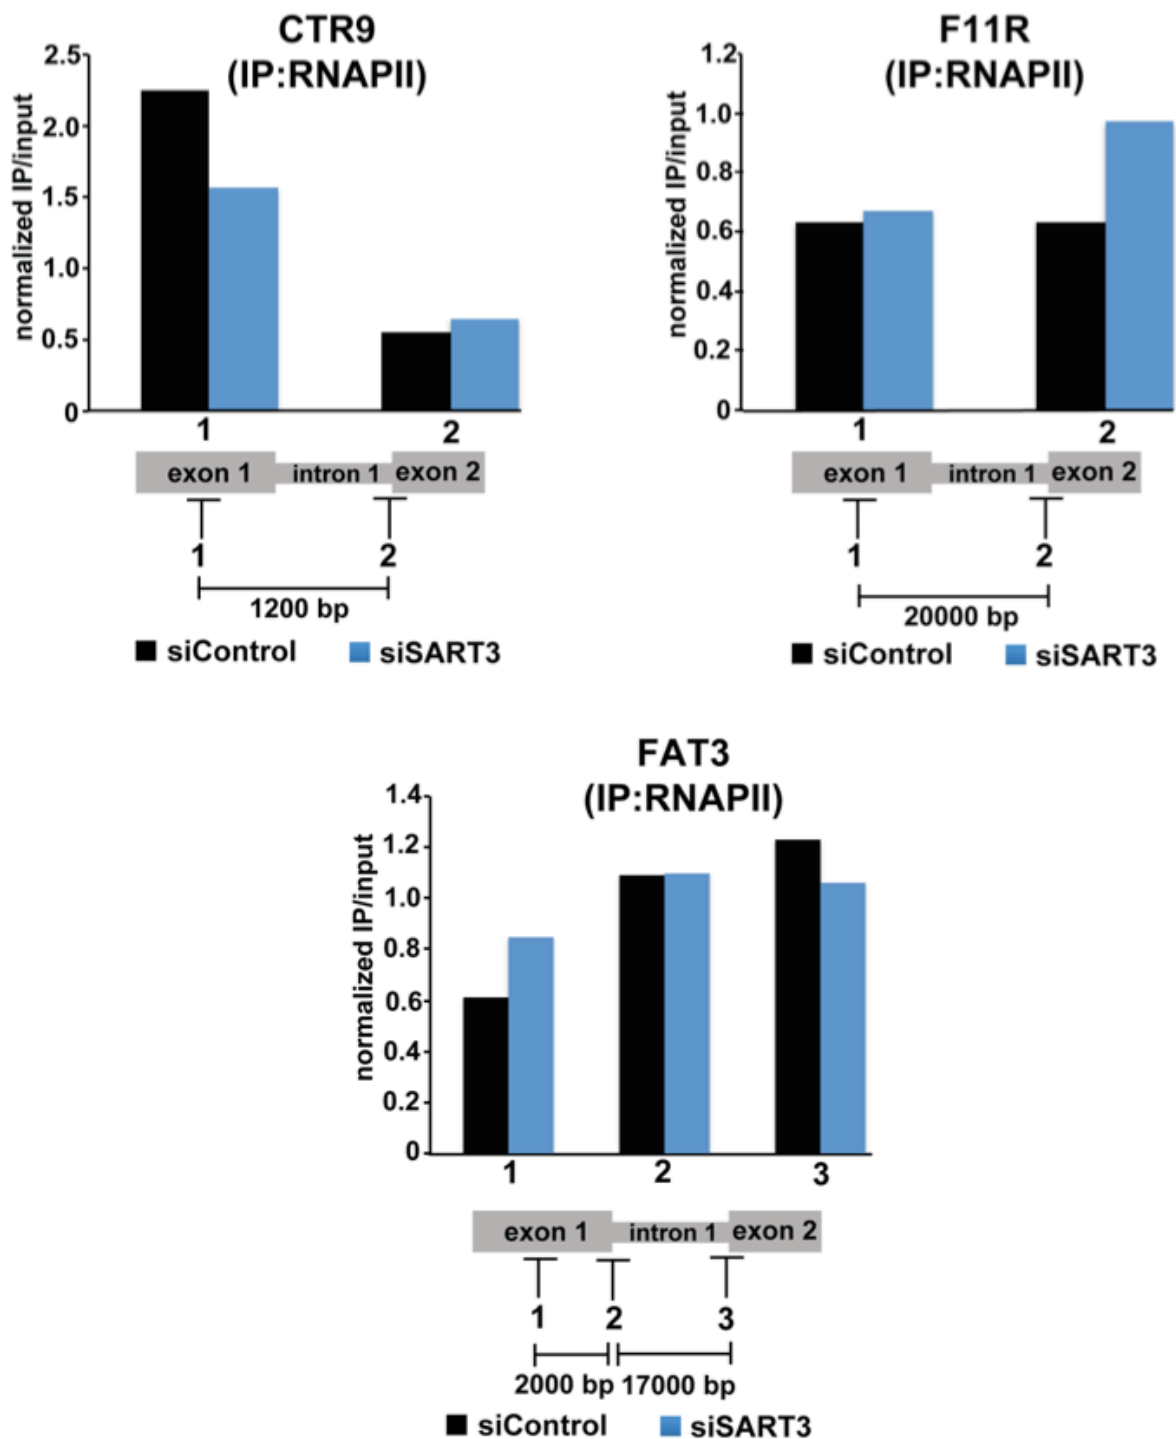 CTR9
(IP:RNAPII)
normalized IP/input
2.5
2.0
1.5
1.0
0.5
0
1 2
exon 1 intron 1 exon 2
1 2
1200 bp
siControl siSART3
F11R
(IP:RNAPII)
normalized IP/input
1.2
1.0
0.8
0.6
0.4
0.2
0
1 2
exon 1 intron 1 exon 2
1 2
20000 bp
siControl siSART3
FAT3
(IP:RNAPII)
normalized IP/input
1.4
1.2
1.0
0.8
0.6
0.4
0.2
0
1 2 3
exon 1 intron 1 exon 2
1 2 3
2000 bp 17000 bp
siControl siSART3